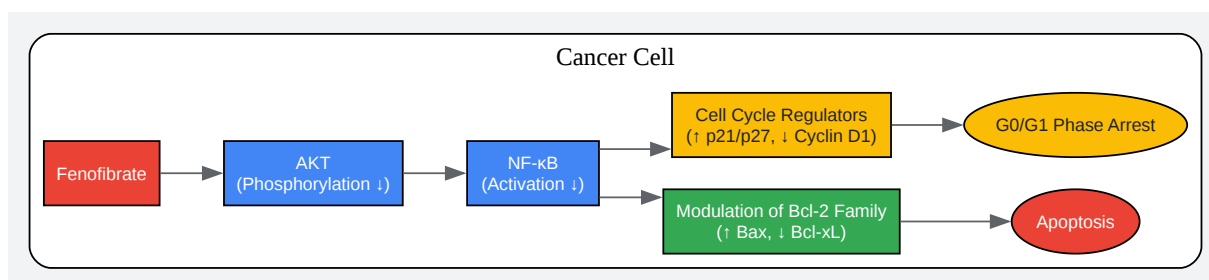 Cancer Cell
Fenofibrate
AKT
(Phosphorylation ↓)
NF-κB
(Activation ↓)
Cell Cycle Regulators
(↑ p21/p27, ↓ Cyclin D1)
G0/G1 Phase Arrest
Modulation of Bcl-2 Family
(↑ Bax, ↓ Bcl-xL)
Apoptosis